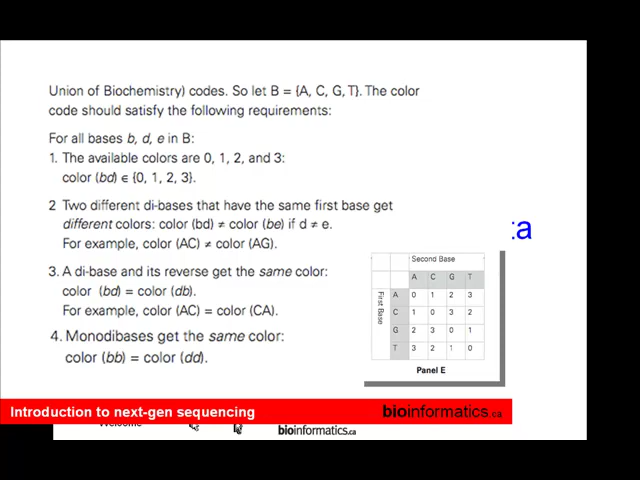 Union of Biochemistry) codes. So let B = {A, C, G, T}. The color
code should satisfy the following requirements:
For all bases b, d, e in B:
1. The available colors are 0, 1, 2, and 3:
color (bd) ∈ {0, 1, 2, 3}.
2 Two different di-bases that have the same first base get
different colors: color (bd) ≠ color (be) if d ≠ e.
For example, color (AC) ≠ color (AG).
3. A di-base and its reverse get the same color:
color (bd) = color (db).
For example, color (AC) = color (CA).
4. Monodibases get the same color:
color (bb) = color (dd).
ta
Second Base
A C G T
First Base
A 0 1 2 3
C 1 0 3 2
G 2 3 0 1
T 3 2 1 0
Panel E
Introduction to next-gen sequencing
bioinformatics.ca
Welcome
bioinformatics.ca